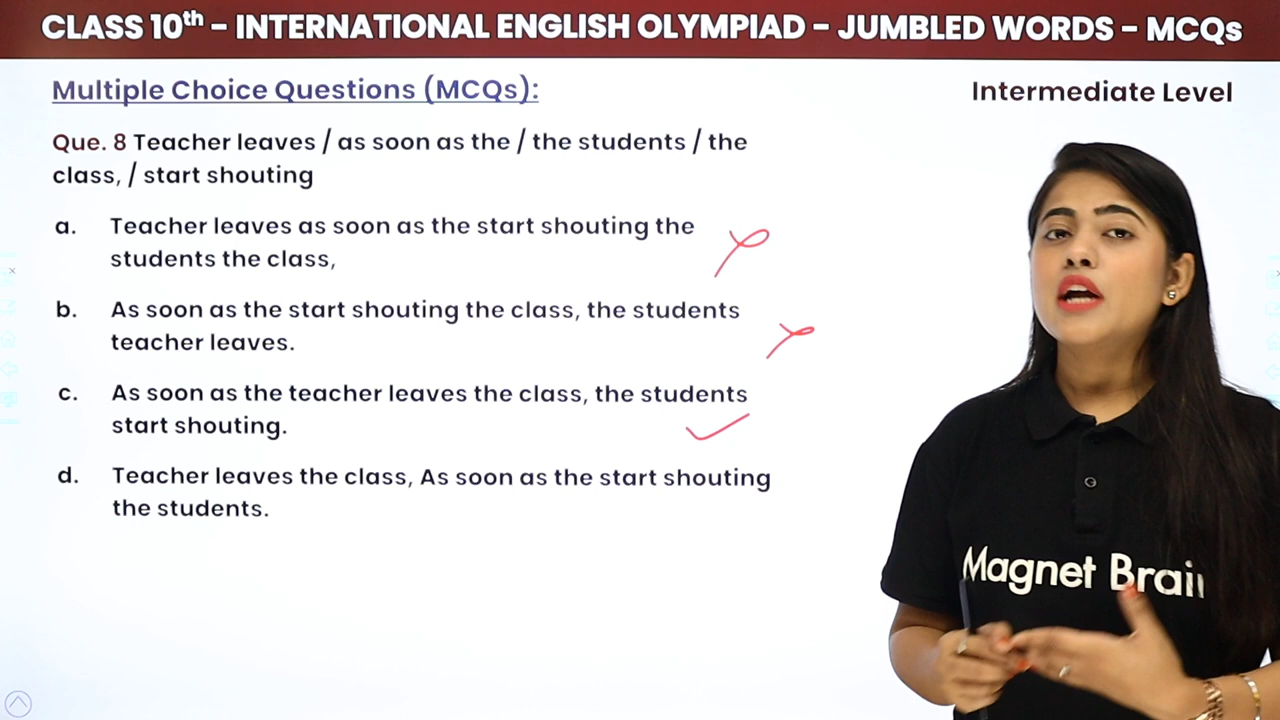 CLASS 10th – INTERNATIONAL ENGLISH OLYMPIAD – JUMBLED WORDS – MCQs
Multiple Choice Questions (MCQs):
Intermediate Level
Que. 8 Teacher leaves / as soon as the / the students / the
class, / start shouting
a. Teacher leaves as soon as the start shouting the
students the class,
b. As soon as the start shouting the class, the students
teacher leaves.
c. As soon as the teacher leaves the class, the students
start shouting.
d. Teacher leaves the class, As soon as the start shouting
the students.
Magnet Brai